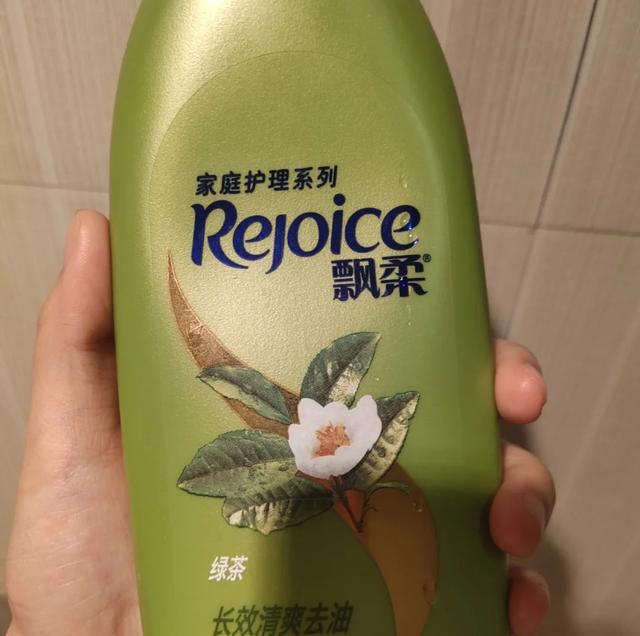 家庭护理系列
Rejoice
飘柔®
绿茶
长效清爽去油